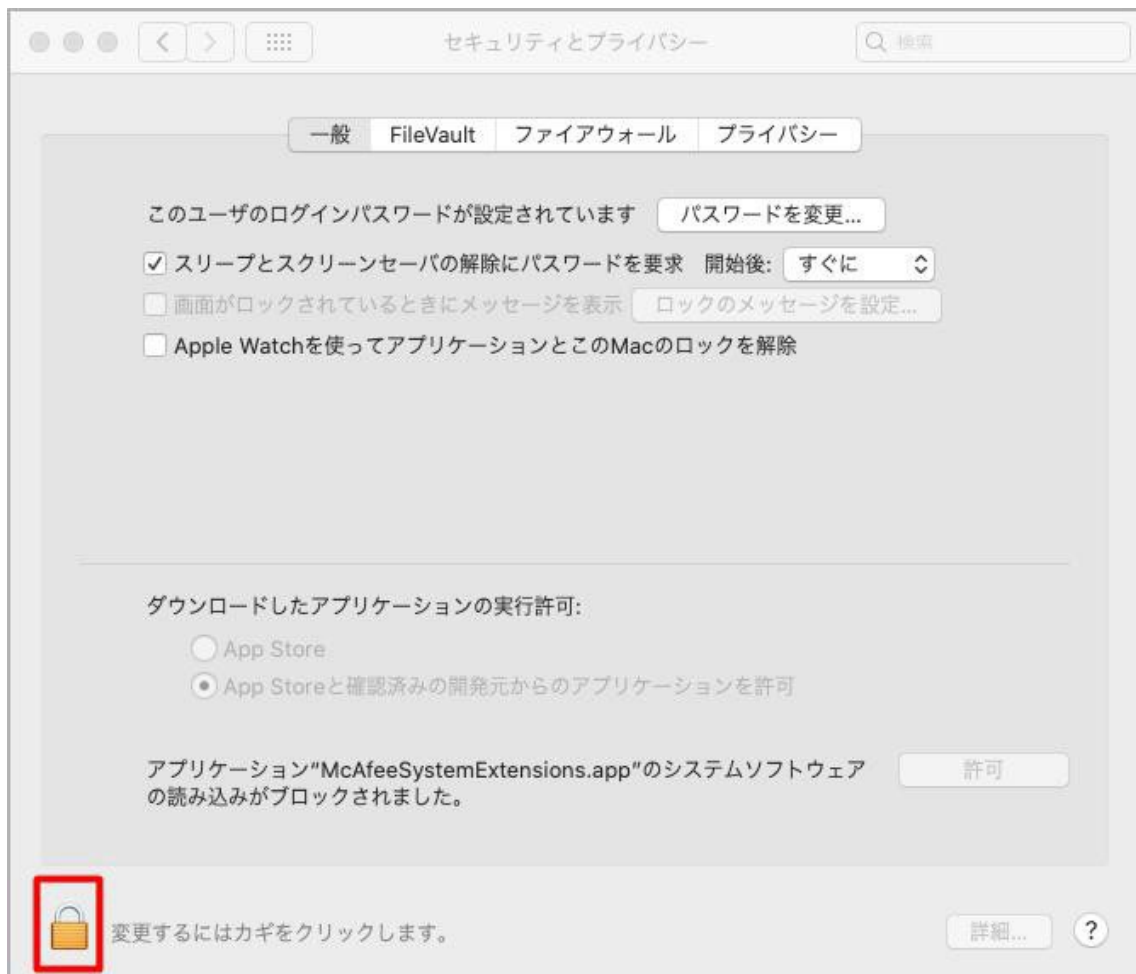 セキュリティとプライバシー
検索
一般 FileVault ファイアウォール プライバシー
このユーザのログインパスワードが設定されています パスワードを変更...
スリープとスクリーンセーバの解除にパスワードを要求 開始後: すぐに
画面がロックされているときにメッセージを表示 ロックのメッセージを設定...
Apple Watchを使ってアプリケーションとこのMacのロックを解除
ダウンロードしたアプリケーションの実行許可:
App Store
App Storeと確認済みの開発元からのアプリケーションを許可
アプリケーション“McAfeeSystemExtensions.app”のシステムソフトウェア 許可
の読み込みがブロックされました。
変更するにはカギをクリックします。 詳細... ?